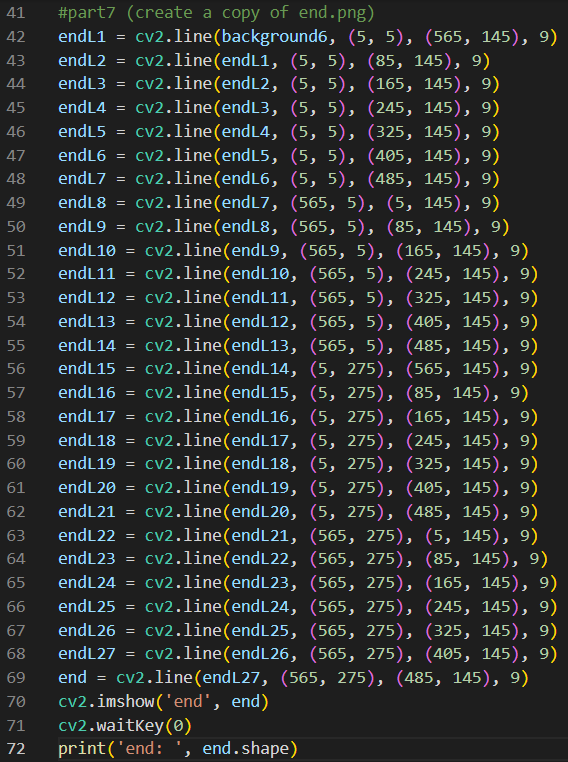 41 #part7 (create a copy of end.png)
42 endL1 = cv2.line(background6, (5, 5), (565, 145), 9)
43 endL2 = cv2.line(endL1, (5, 5), (85, 145), 9)
44 endL3 = cv2.line(endL2, (5, 5), (165, 145), 9)
45 endL4 = cv2.line(endL3, (5, 5), (245, 145), 9)
46 endL5 = cv2.line(endL4, (5, 5), (325, 145), 9)
47 endL6 = cv2.line(endL5, (5, 5), (405, 145), 9)
48 endL7 = cv2.line(endL6, (5, 5), (485, 145), 9)
49 endL8 = cv2.line(endL7, (565, 5), (5, 145), 9)
50 endL9 = cv2.line(endL8, (565, 5), (85, 145), 9)
51 endL10 = cv2.line(endL9, (565, 5), (165, 145), 9)
52 endL11 = cv2.line(endL10, (565, 5), (245, 145), 9)
53 endL12 = cv2.line(endL11, (565, 5), (325, 145), 9)
54 endL13 = cv2.line(endL12, (565, 5), (405, 145), 9)
55 endL14 = cv2.line(endL13, (565, 5), (485, 145), 9)
56 endL15 = cv2.line(endL14, (5, 275), (565, 145), 9)
57 endL16 = cv2.line(endL15, (5, 275), (85, 145), 9)
58 endL17 = cv2.line(endL16, (5, 275), (165, 145), 9)
59 endL18 = cv2.line(endL17, (5, 275), (245, 145), 9)
60 endL19 = cv2.line(endL18, (5, 275), (325, 145), 9)
61 endL20 = cv2.line(endL19, (5, 275), (405, 145), 9)
62 endL21 = cv2.line(endL20, (5, 275), (485, 145), 9)
63 endL22 = cv2.line(endL21, (565, 275), (5, 145), 9)
64 endL23 = cv2.line(endL22, (565, 275), (85, 145), 9)
65 endL24 = cv2.line(endL23, (565, 275), (165, 145), 9)
66 endL25 = cv2.line(endL24, (565, 275), (245, 145), 9)
67 endL26 = cv2.line(endL25, (565, 275), (325, 145), 9)
68 endL27 = cv2.line(endL26, (565, 275), (405, 145), 9)
69 end = cv2.line(endL27, (565, 275), (485, 145), 9)
70 cv2.imshow('end', end)
71 cv2.waitKey(0)
72 print('end: ', end.shape)